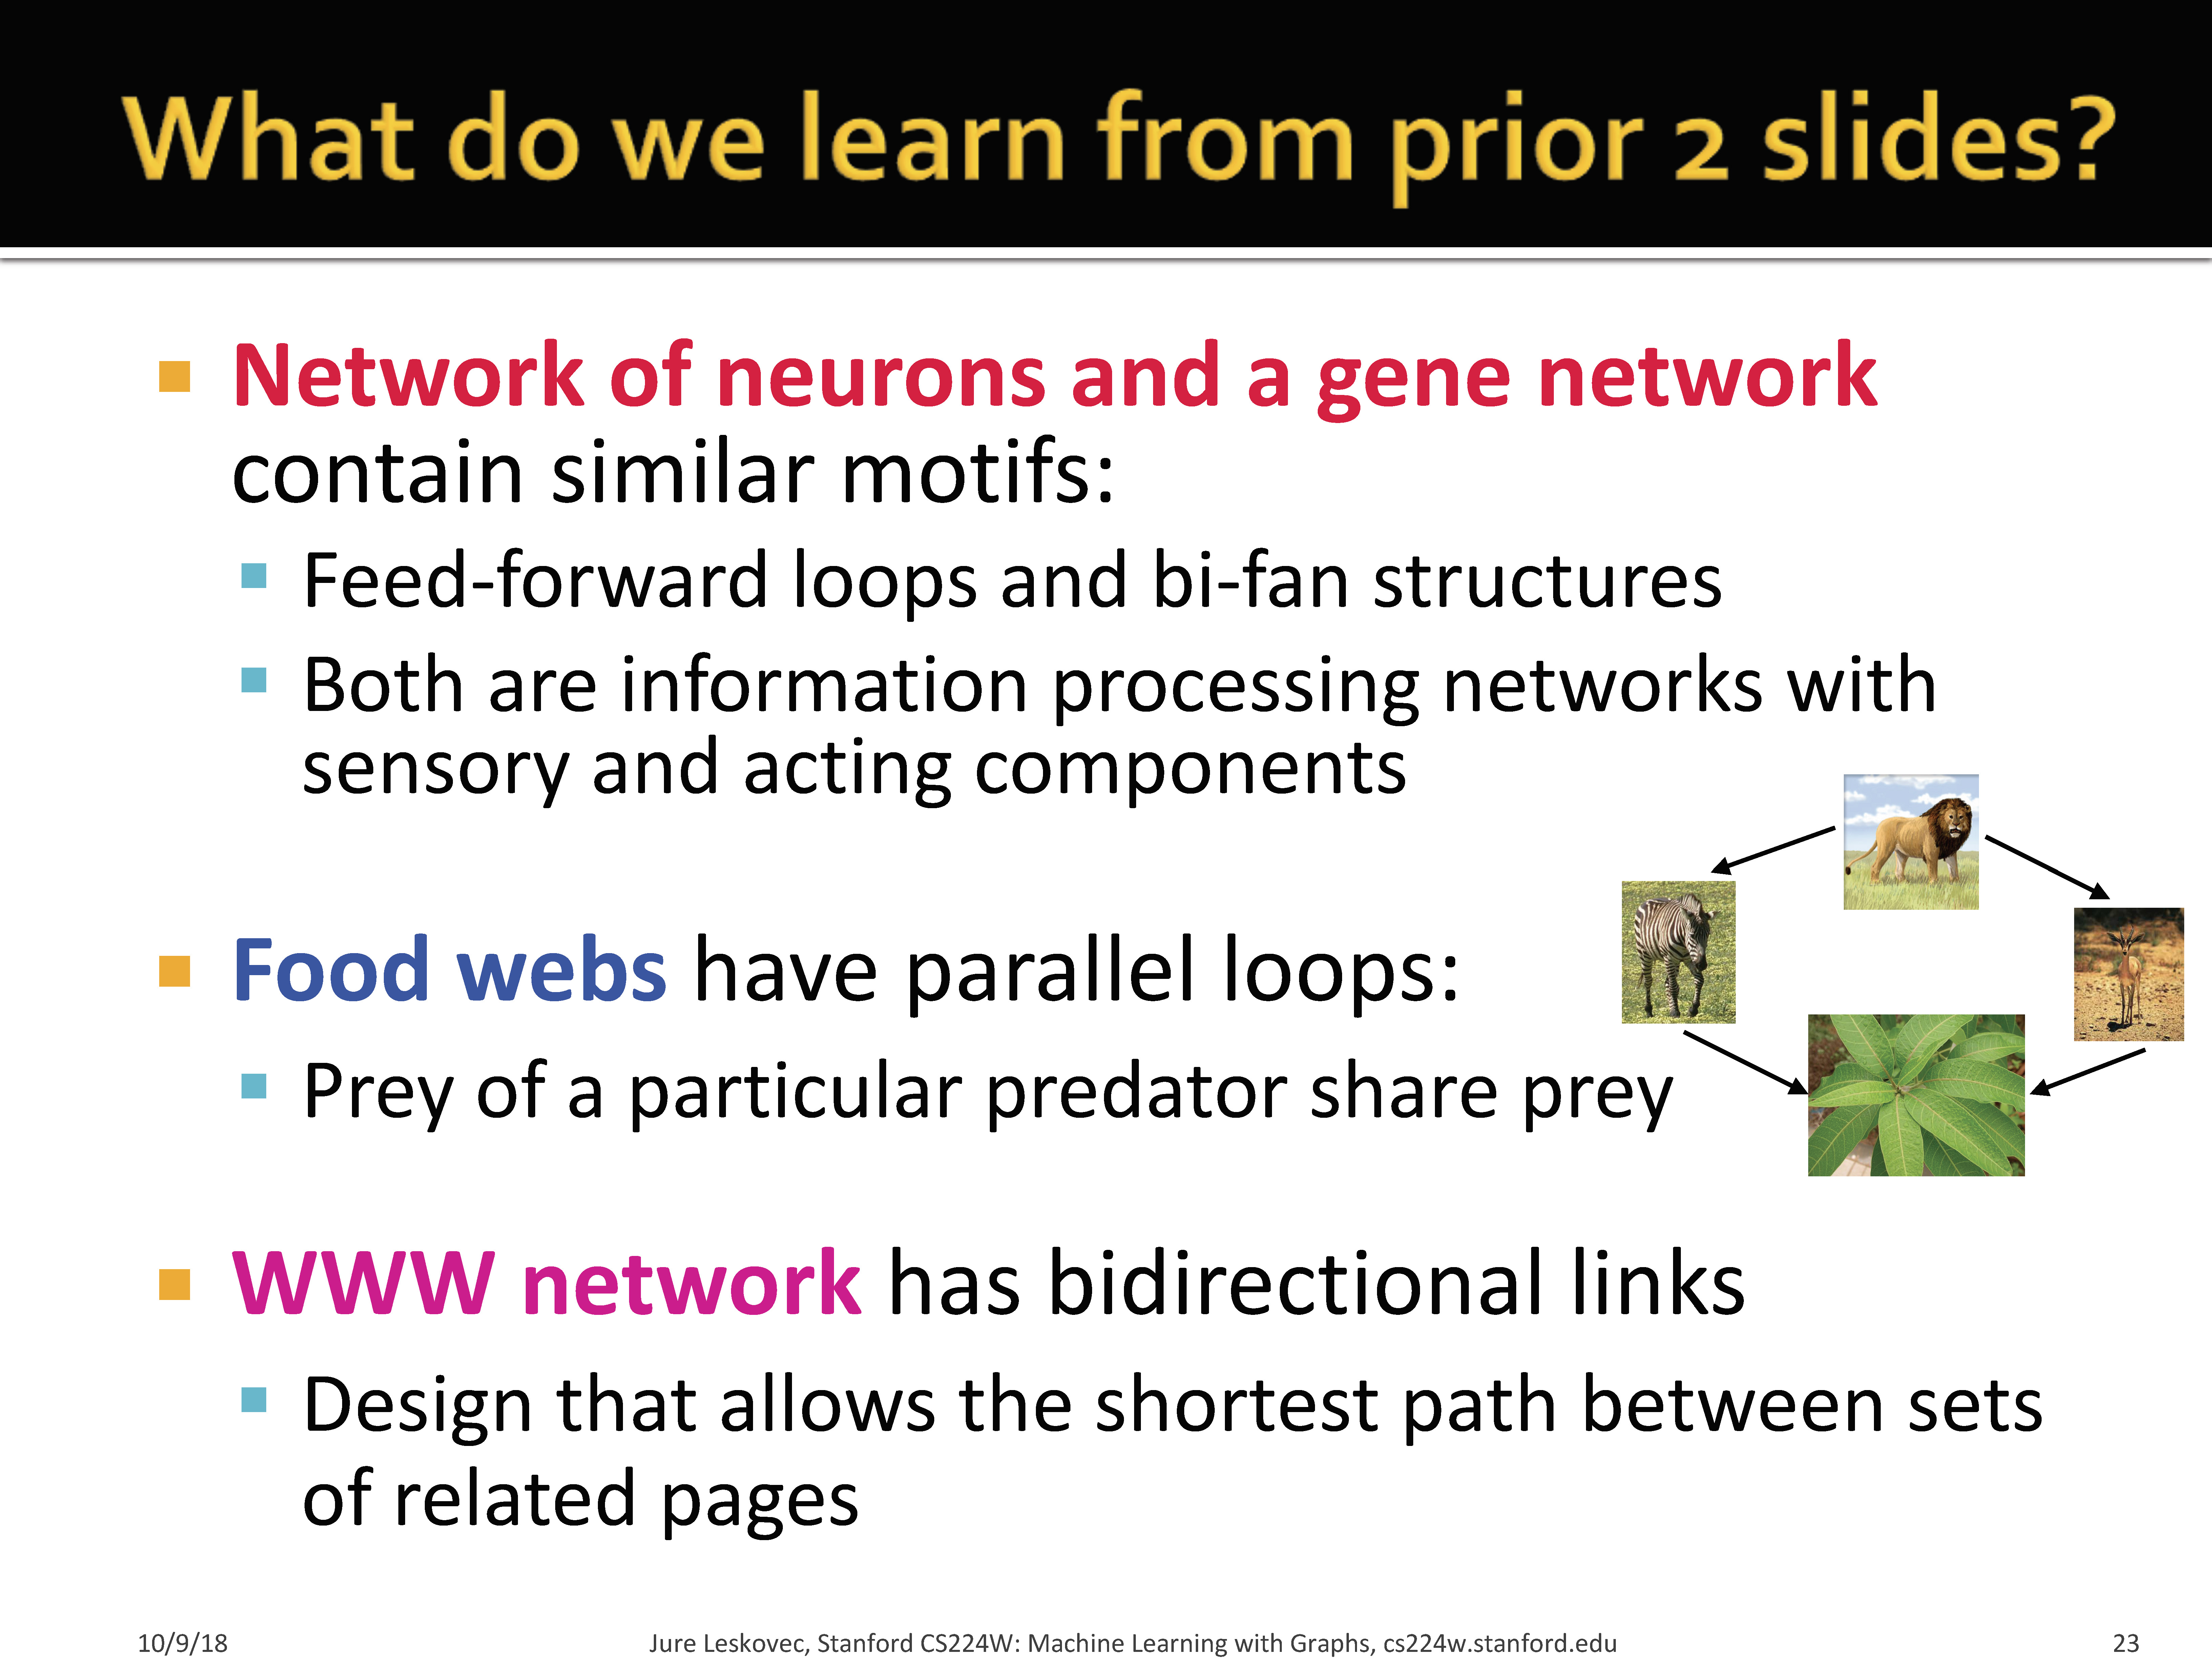 What do we learn from prior 2 slides?
Network of neurons and a gene network
contain similar motifs:
Feed-forward loops and bi-fan structures
Both are information processing networks with
sensory and acting components
Food webs have parallel loops:
Prey of a particular predator share prey
WWW network has bidirectional links
Design that allows the shortest path between sets
of related pages
10/9/18
Jure Leskovec, Stanford CS224W: Machine Learning with Graphs, cs224w.stanford.edu
23